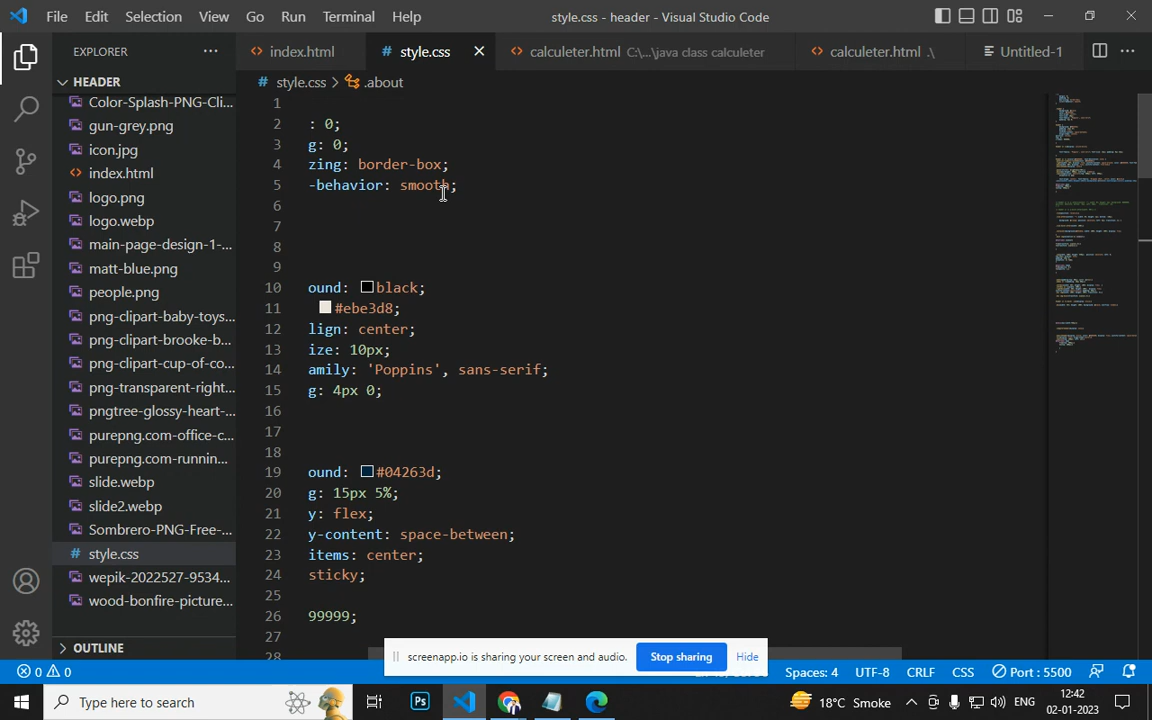 File Edit Selection View Go Run Terminal Help
style.css - header - Visual Studio Code
EXPLORER
index.html
# style.css
calculeter.html C:\...\java class calculeter
calculeter.html .\
Untitled-1
HEADER
# style.css > .about
Color-Splash-PNG-Cli...
gun-grey.png
icon.jpg
index.html
logo.png
logo.webp
main-page-design-1-...
matt-blue.png
people.png
png-clipart-baby-toys...
png-clipart-brooke-b...
png-clipart-cup-of-co...
png-transparent-right...
pngtree-glossy-heart-...
purepng.com-office-c...
purepng.com-runnin...
slide.webp
slide2.webp
Sombrero-PNG-Free-...
# style.css
wepik-2022527-9534...
wood-bonfire-picture...
OUTLINE
1
2 : 0;
3 g: 0;
4 zing: border-box;
5 -behavior: smooth;
6
7
8
9
10 ound: black;
11 #ebe3d8;
12 lign: center;
13 ize: 10px;
14 amily: 'Poppins', sans-serif;
15 g: 4px 0;
16
17
18
19 ound: #04263d;
20 g: 15px 5%;
21 y: flex;
22 y-content: space-between;
23 items: center;
24 sticky;
25
26 99999;
27
28
screenapp.io is sharing your screen and audio. Stop sharing Hide
0 0
Spaces: 4 UTF-8 CRLF CSS Port : 5500
Type here to search
Ps
18°C Smoke
ENG
12:42
02-01-2023